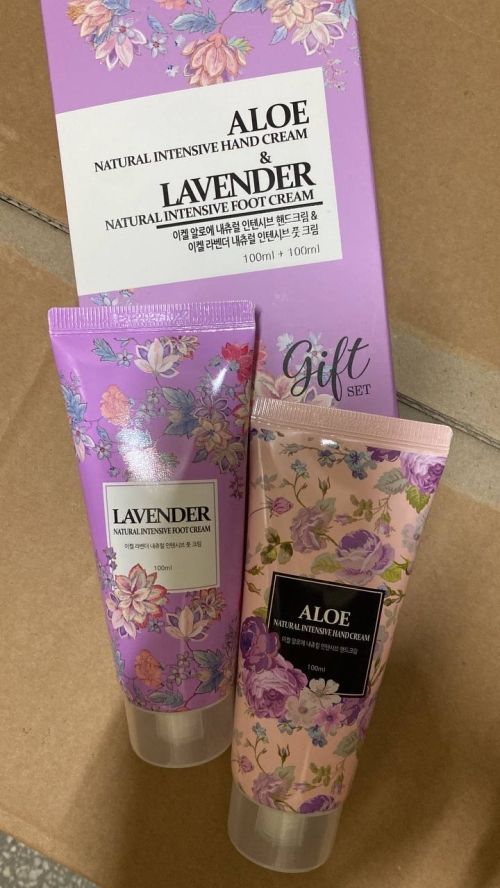 ALOE
NATURAL INTENSIVE HAND CREAM
&
LAVENDER
NATURAL INTENSIVE FOOT CREAM
이켈 알로에 내츄럴 인텐시브 핸드크림 &
이켈 라벤더 내츄럴 인텐시브 풋 크림
100ml + 100ml
Gift
SET
LAVENDER
NATURAL INTENSIVE FOOT CREAM
이켈 라벤더 내츄럴 인텐시브 풋 크림
100ml
ALOE
NATURAL INTENSIVE HAND CREAM
이켈 알로에 내츄럴 인텐시브 핸드크림
100ml